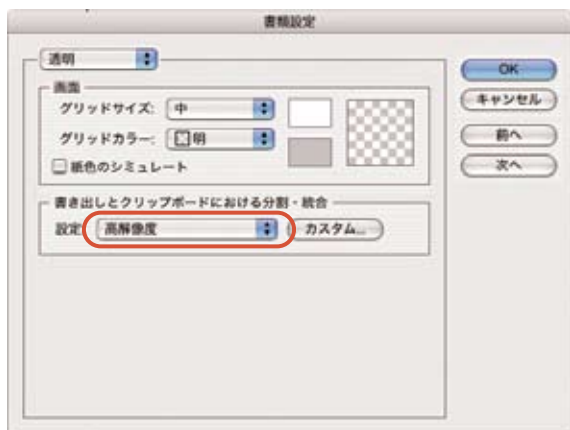 書類設定
透明
OK
画面
キャンセル
グリッドサイズ: 中
グリッドカラー: 明
前へ
紙色のシミュレート
次へ
書き出しとクリップボードにおける分割・統合
設定: 高解像度 カスタム...